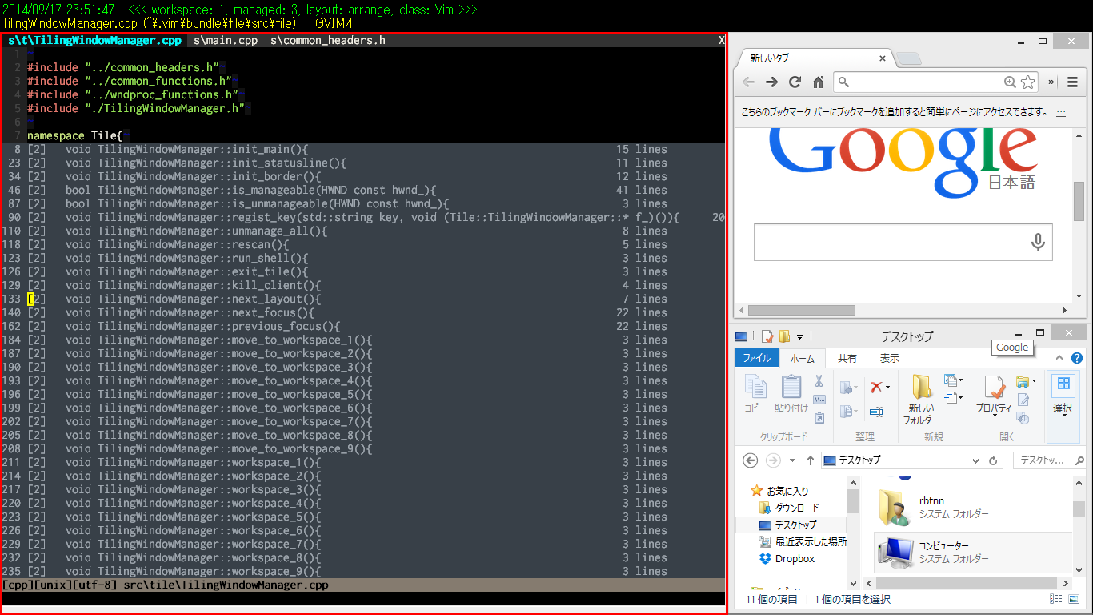 2014/09/17 23:51:47 <<< workspace: 1, managed: 3, layout: arrange, class: Vim >>>
TilingWindowManager.cpp (~¥.vim¥bundle¥tile¥src¥tile) - GVIM4
s\t\TilingWindowManager.cpp s\main.cpp s\common_headers.h X
1
2 #include "../common_headers.h"
3 #include "../common_functions.h"
4 #include "../wndproc_functions.h"
5 #include "./TilingWindowManager.h"
6
7 namespace Tile{
8 [2] void TilingWindowManager::init_main(){ 15 lines
23 [2] void TilingWindowManager::init_statusline(){ 11 lines
34 [2] void TilingWindowManager::init_border(){ 12 lines
46 [2] bool TilingWindowManager::is_manageable(HWND const hwnd_){ 41 lines
87 [2] bool TilingWindowManager::is_unmanageable(HWND const hwnd_){ 3 lines
90 [2] void TilingWindowManager::regist_key(std::string key, void (Tile::TilingWindowManager::* f_)()){ 20
110 [2] void TilingWindowManager::unmanage_all(){ 8 lines
118 [2] void TilingWindowManager::rescan(){ 5 lines
123 [2] void TilingWindowManager::run_shell(){ 3 lines
126 [2] void TilingWindowManager::exit_tile(){ 3 lines
129 [2] void TilingWindowManager::kill_client(){ 4 lines
133 [2] void TilingWindowManager::next_layout(){ 7 lines
140 [2] void TilingWindowManager::next_focus(){ 22 lines
162 [2] void TilingWindowManager::previous_focus(){ 22 lines
184 [2] void TilingWindowManager::move_to_workspace_1(){ 3 lines
187 [2] void TilingWindowManager::move_to_workspace_2(){ 3 lines
190 [2] void TilingWindowManager::move_to_workspace_3(){ 3 lines
193 [2] void TilingWindowManager::move_to_workspace_4(){ 3 lines
196 [2] void TilingWindowManager::move_to_workspace_5(){ 3 lines
199 [2] void TilingWindowManager::move_to_workspace_6(){ 3 lines
202 [2] void TilingWindowManager::move_to_workspace_7(){ 3 lines
205 [2] void TilingWindowManager::move_to_workspace_8(){ 3 lines
208 [2] void TilingWindowManager::move_to_workspace_9(){ 3 lines
211 [2] void TilingWindowManager::workspace_1(){ 3 lines
214 [2] void TilingWindowManager::workspace_2(){ 3 lines
217 [2] void TilingWindowManager::workspace_3(){ 3 lines
220 [2] void TilingWindowManager::workspace_4(){ 3 lines
223 [2] void TilingWindowManager::workspace_5(){ 3 lines
226 [2] void TilingWindowManager::workspace_6(){ 3 lines
229 [2] void TilingWindowManager::workspace_7(){ 3 lines
232 [2] void TilingWindowManager::workspace_8(){ 3 lines
235 [2] void TilingWindowManager::workspace_9(){ 3 lines
[cpp][unix][utf-8] src\tile\TilingWindowManager.cpp
新しいタブ
こちらのブックマーク バーにブックマークを追加すると簡単にページにアクセスできます。
Google
日本語
デスクトップ
Google
ファイル ホーム 共有 表示
コピー 貼り付け 新しいフォルダー プロパティ 選択
クリップボード 整理 新規 開く
デスクトップ デスクトッ...
お気に入り
ダウンロード
デスクトップ
最近表示した場所
Dropbox
rbtnn
システム フォルダー
コンピューター
システム フォルダー
11 個の項目 1 個の項目を選択